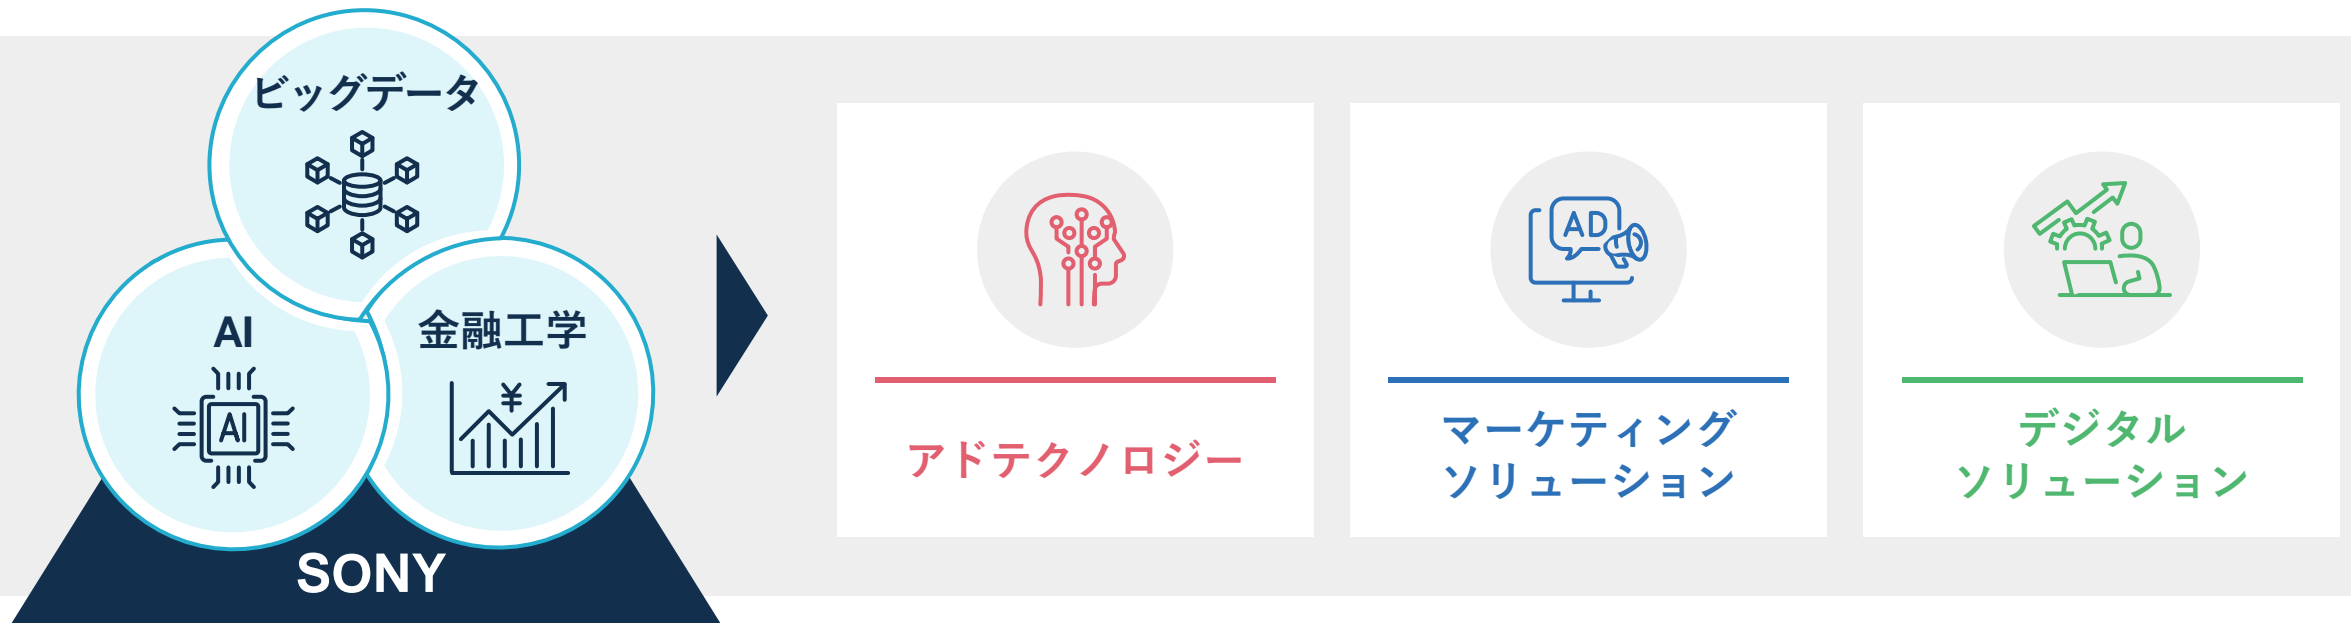 ビッグデータ
AI
AI
金融工学
¥
SONY
AD
アドテクノロジー
マーケティング
ソリューション
デジタル
ソリューション